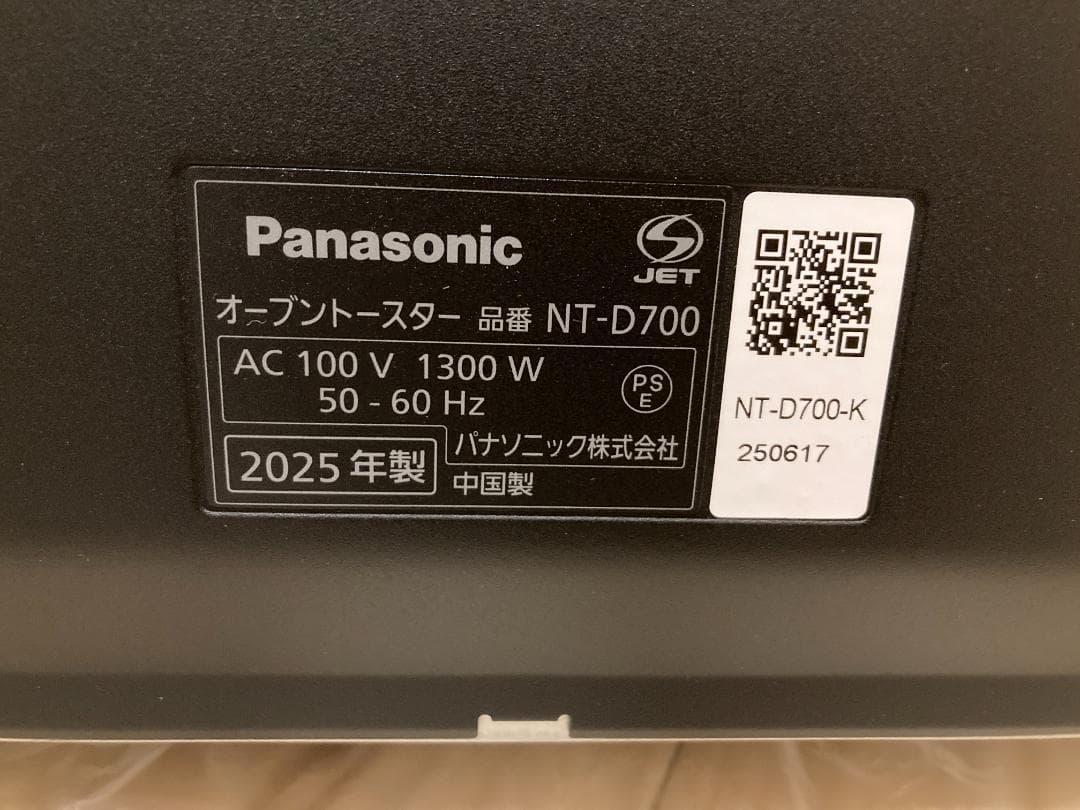 Panasonic
JET
オーブントースター 品番 NT-D700
AC 100 V 1300 W
50 - 60 Hz
PS
E
パナソニック株式会社
2025 年製
中国製
NT-D700-K
250617